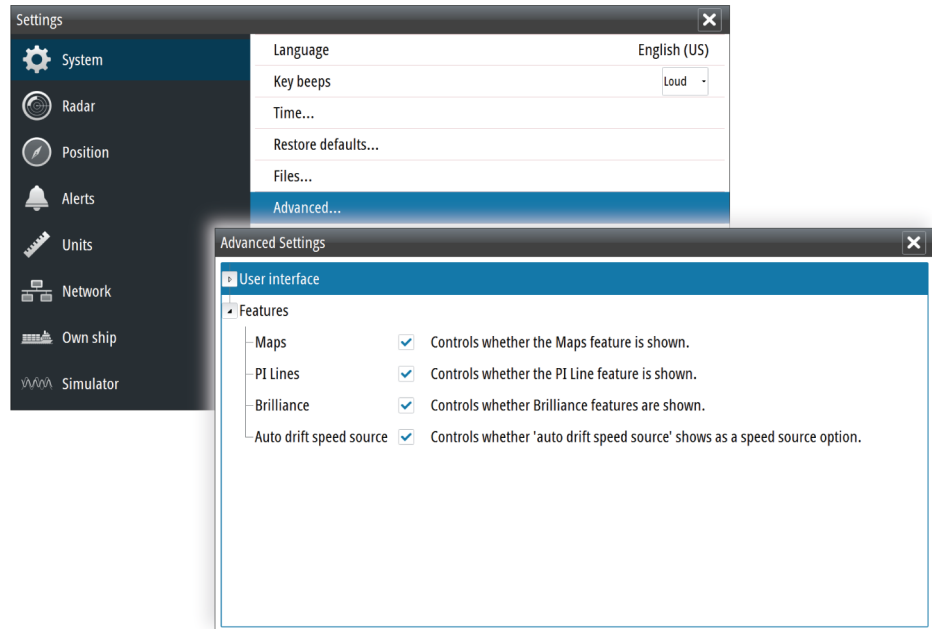 Settings
System
Radar
Position
Alerts
Units
Network
Own ship
Simulator
Language English (US)
Key beeps Loud
Time...
Restore defaults...
Files...
Advanced...
Advanced Settings
User interface
Features
Maps Controls whether the Maps feature is shown.
PI Lines Controls whether the PI Line feature is shown.
Brilliance Controls whether Brilliance features are shown.
Auto drift speed source Controls whether 'auto drift speed source' shows as a speed source option.